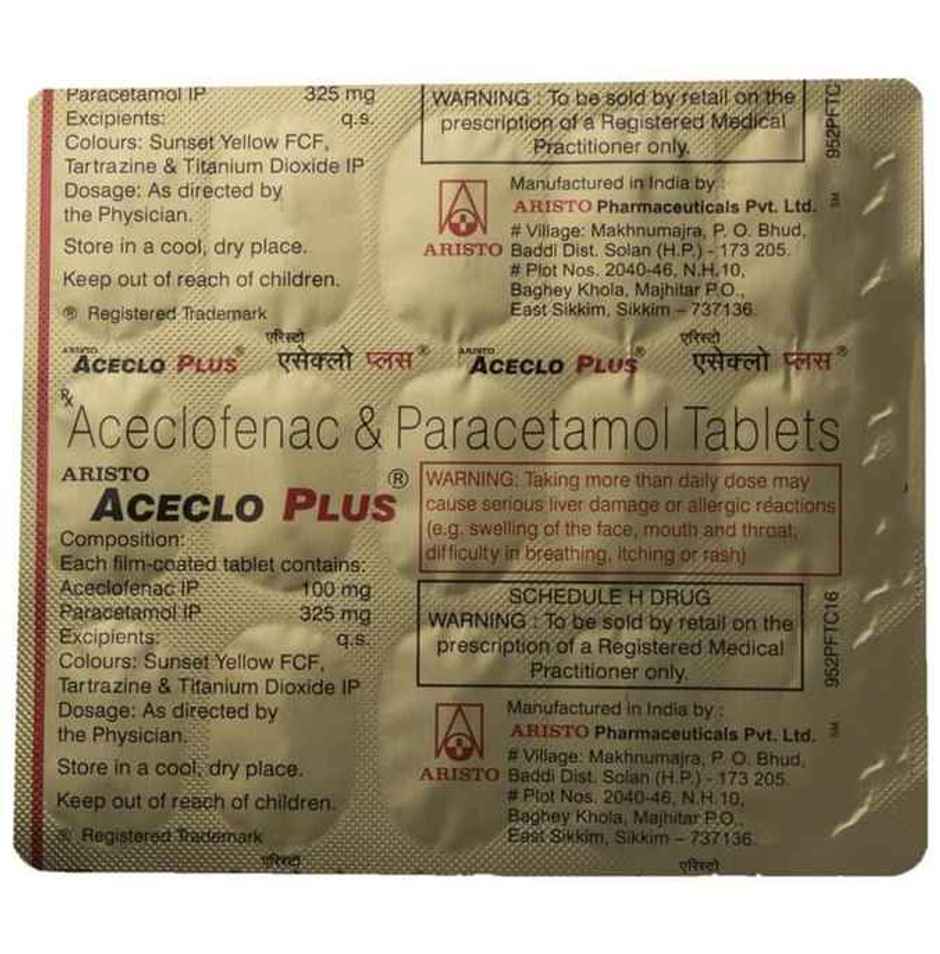 Paracetamol IP 325 mg
Excipients: q.s.
Colours: Sunset Yellow FCF,
Tartrazine & Titanium Dioxide IP
Dosage: As directed by
the Physician.
Store in a cool, dry place.
Keep out of reach of children.
® Registered Trademark
WARNING : To be sold by retail on the
prescription of a Registered Medical
Practitioner only.
952PFTC
ARISTO
Manufactured in India by :
ARISTO Pharmaceuticals Pvt. Ltd. SM
# Village: Makhnumajra, P. O. Bhud,
Baddi Dist. Solan (H.P.) - 173 205.
# Plot Nos. 2040-46, N.H.10,
Baghey Khola, Majhitar P.O.,
East Sikkim, Sikkim – 737136.
ARISTO एरिस्टो ARISTO एरिस्टो
ACECLO PLUS® एसेक्लो प्लस® ACECLO PLUS® एसेक्लो प्लस®
Rx
Aceclofenac & Paracetamol Tablets
ARISTO
ACECLO PLUS®
Composition:
Each film-coated tablet contains:
Aceclofenac IP 100 mg
Paracetamol IP 325 mg
Excipients: q.s.
Colours: Sunset Yellow FCF,
Tartrazine & Titanium Dioxide IP
Dosage: As directed by
the Physician.
Store in a cool, dry place.
Keep out of reach of children.
® Registered Trademark
WARNING: Taking more than daily dose may
cause serious liver damage or allergic reactions
(e.g. swelling of the face, mouth and throat,
difficulty in breathing, itching or rash)
SCHEDULE H DRUG
WARNING : To be sold by retail on the
prescription of a Registered Medical
Practitioner only.
952PFTC16
ARISTO
Manufactured in India by :
ARISTO Pharmaceuticals Pvt. Ltd. SM
# Village: Makhnumajra, P. O. Bhud,
Baddi Dist. Solan (H.P.) - 173 205.
# Plot Nos. 2040-46, N.H.10,
Baghey Khola, Majhitar P.O.,
East Sikkim, Sikkim – 737136.
एरिस्टो एरिस्टो